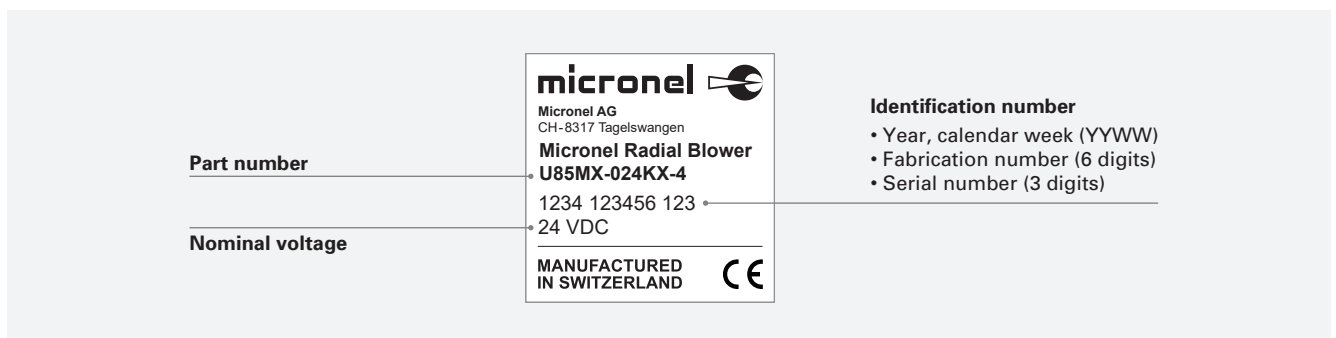 Part number
Nominal voltage
micronel
Micronel AG
CH-8317 Tagelswangen
Micronel Radial Blower
U85MX-024KX-4
1234 123456 123
24 VDC
MANUFACTURED
IN SWITZERLAND
CE
Identification number
• Year, calendar week (YYWW)
• Fabrication number (6 digits)
• Serial number (3 digits)